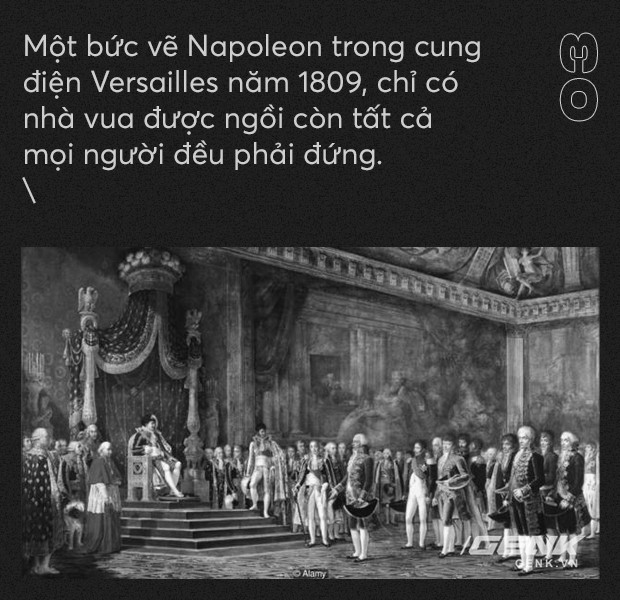 Một bức vẽ Napoleon trong cung
điện Versailles năm 1809, chỉ có
nhà vua được ngồi còn tất cả
mọi người đều phải đứng.
\
03
© Alamy
GENK
GENK.VN